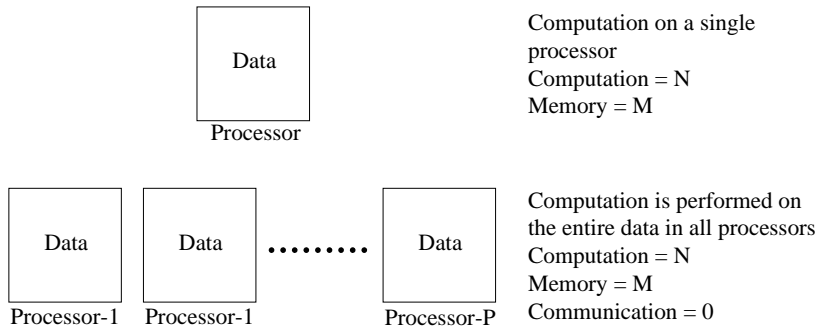 Data
Processor
Computation on a single
processor
Computation = N
Memory = M
Data
Data
Data
Processor-1
Processor-1
Processor-P
Computation is performed on
the entire data in all processors
Computation = N
Memory = M
Communication = 0